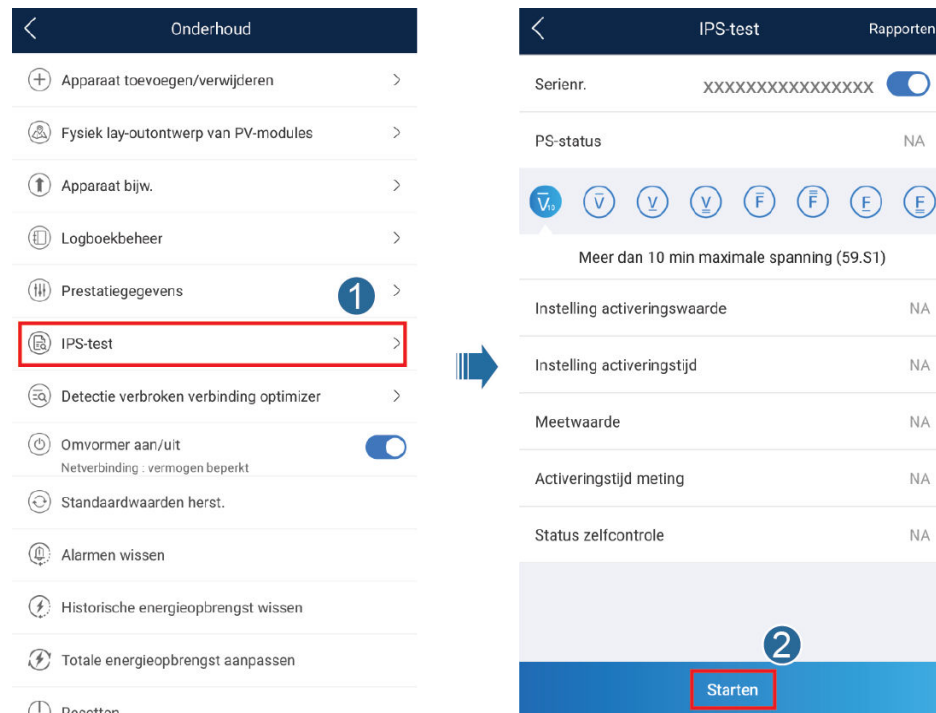 Onderhoud
Apparaat toevoegen/verwijderen
Fysiek lay-outontwerp van PV-modules
Apparaat bijw.
Logboekbeheer
Prestatiegegevens
1
IPS-test
Detectie verbroken verbinding optimizer
Omvormer aan/uit
Netverbinding : vermogen beperkt
Standaardwaarden herst.
Alarmen wissen
Historische energieopbrengst wissen
Totale energieopbrengst aanpassen
IPS-test Rapporten
Serienr. XXXXXXXXXXXXXXXX
PS-status NA
V10 V V V F F F F
Meer dan 10 min maximale spanning (59.S1)
Instelling activeringswaarde NA
Instelling activeringstijd NA
Meetwaarde NA
Activeringstijd meting NA
Status zelfcontrole NA
2
Starten